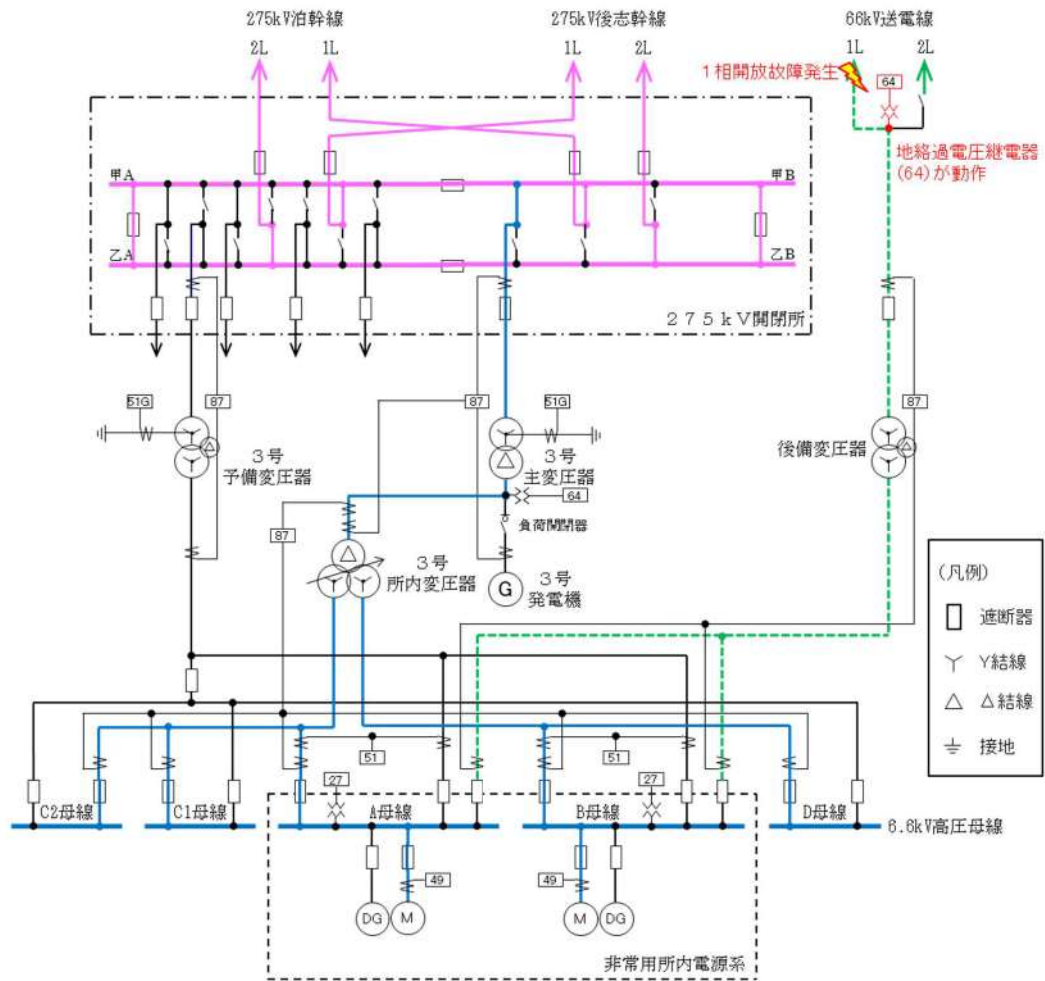 275kV泊幹線
275kV後志幹線
66kV送電線
2L
1L
1L
2L
1L
2L
1相開放故障発生
64
地絡過電圧継電器
(64)が動作
甲A
甲B
乙A
乙B
275kV開閉所
51G
87
87
51G
87
3号
予備変圧器
3号
主変圧器
後備変圧器
64
87
負荷開閉器
3号
所内変圧器
G
3号
発電機
(凡例)
遮断器
Y結線
△結線
接地
51
51
27
27
C2母線
C1母線
A母線
B母線
D母線
6.6kV高圧母線
49
49
DG
M
M
DG
非常用所内電源系